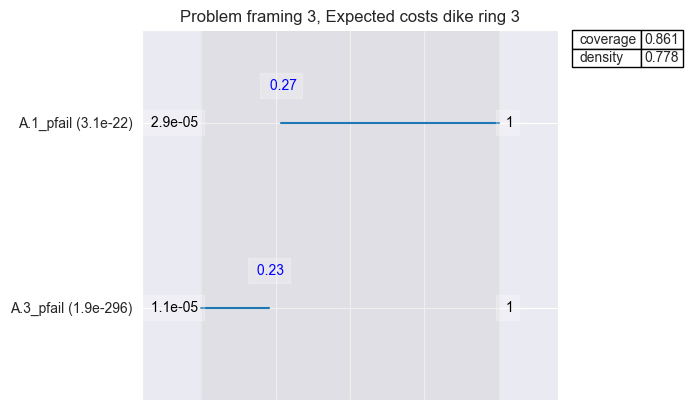 Problem framing 3, Expected costs dike ring 3
coverage 0.861
density 0.778
0.27
A.1_pfail (3.1e-22) 2.9e-05 1
0.23
A.3_pfail (1.9e-296) 1.1e-05 1